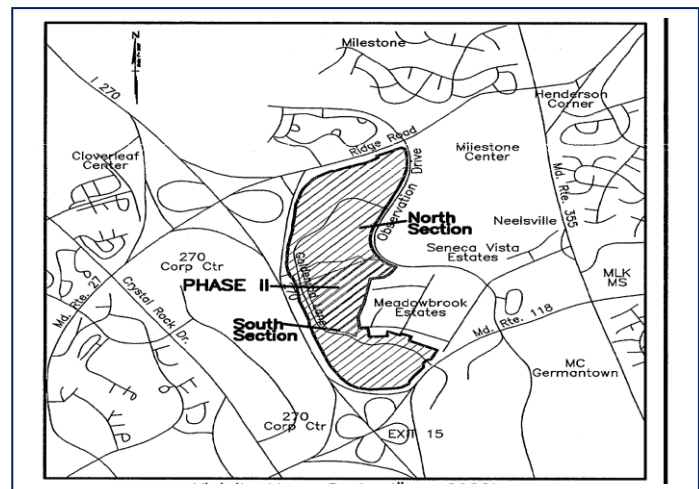 N
Milestone
Henderson
Corner
I 270
Ridge Road
Cloverleaf
Center
Milestone
Center
Observation Drive
Md. Rte. 355
North
Section
Neelsville
Seneca Vista
Estates
270
Corp Ctr
PHASE II
270
MLK
MS
Meadowbrook
Estates
Md. Rte. 27
Crystal Rock Dr.
South
Section
Md. Rte. 118
MC
Germantown
270
Corp Ctr
EXIT 15